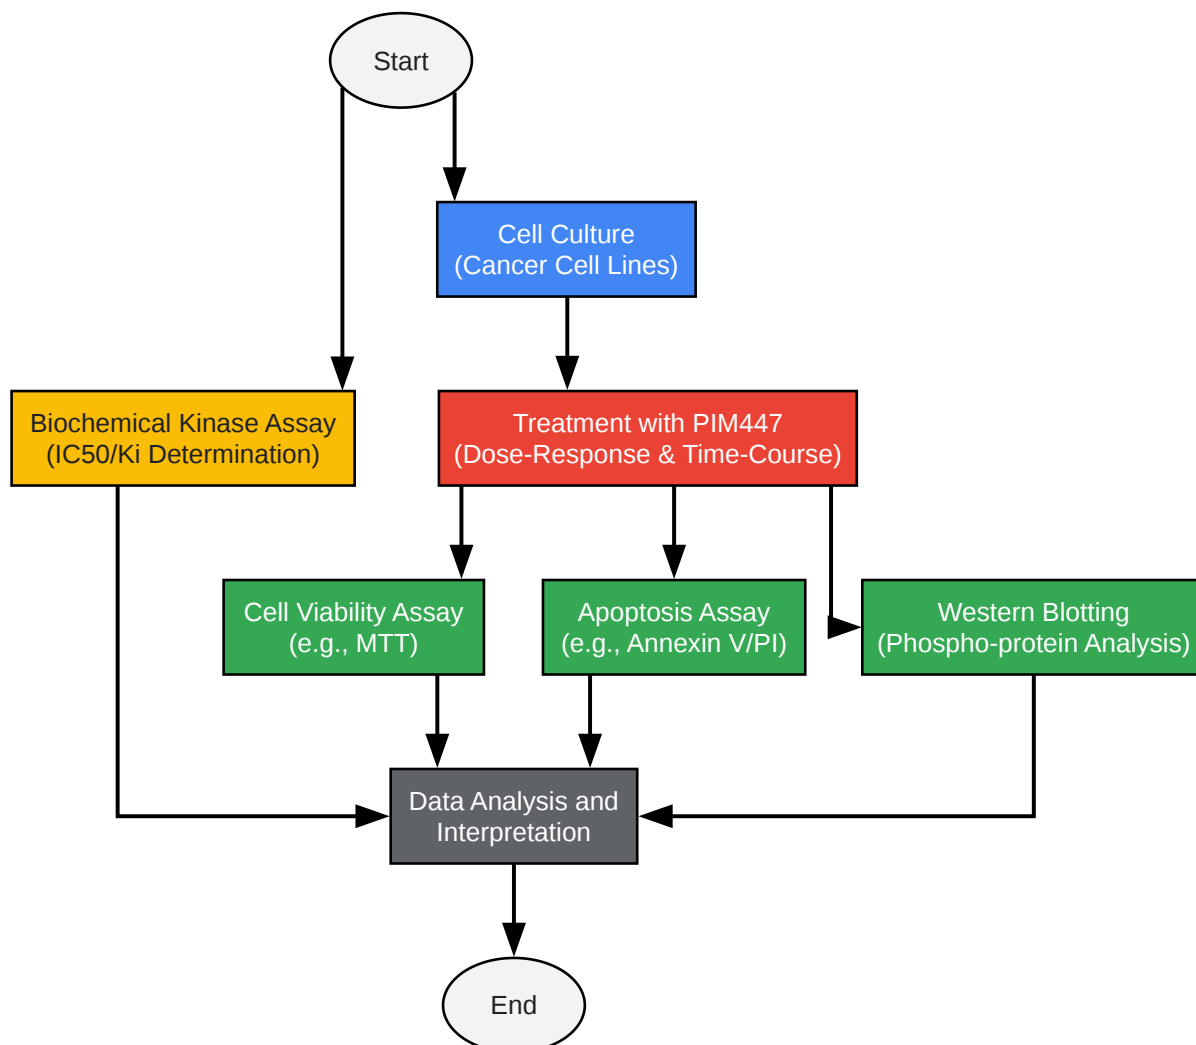 Start
Cell Culture
(Cancer Cell Lines)
Biochemical Kinase Assay
(IC50/Ki Determination)
Treatment with PIM447
(Dose-Response & Time-Course)
Cell Viability Assay
(e.g., MTT)
Apoptosis Assay
(e.g., Annexin V/PI)
Western Blotting
(Phospho-protein Analysis)
Data Analysis and
Interpretation
End